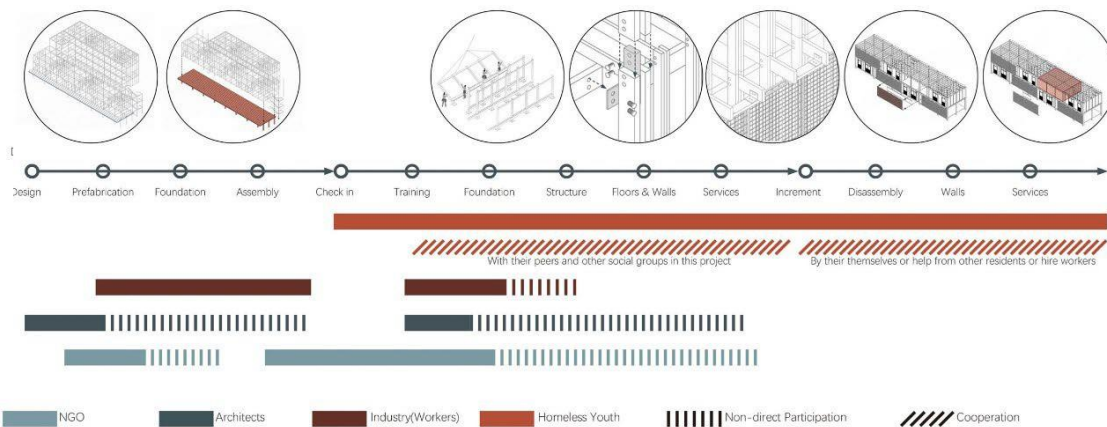 Design
Prefabrication
Foundation
Assembly
Check in
Training
Foundation
Structure
Floors & Walls
Services
Increment
Disassembly
Walls
Services
With their peers and other social groups in this project
By their themselves or help from other residents or hire workers
NGO
Architects
Industry(Workers)
Homeless Youth
Non-direct Participation
Cooperation